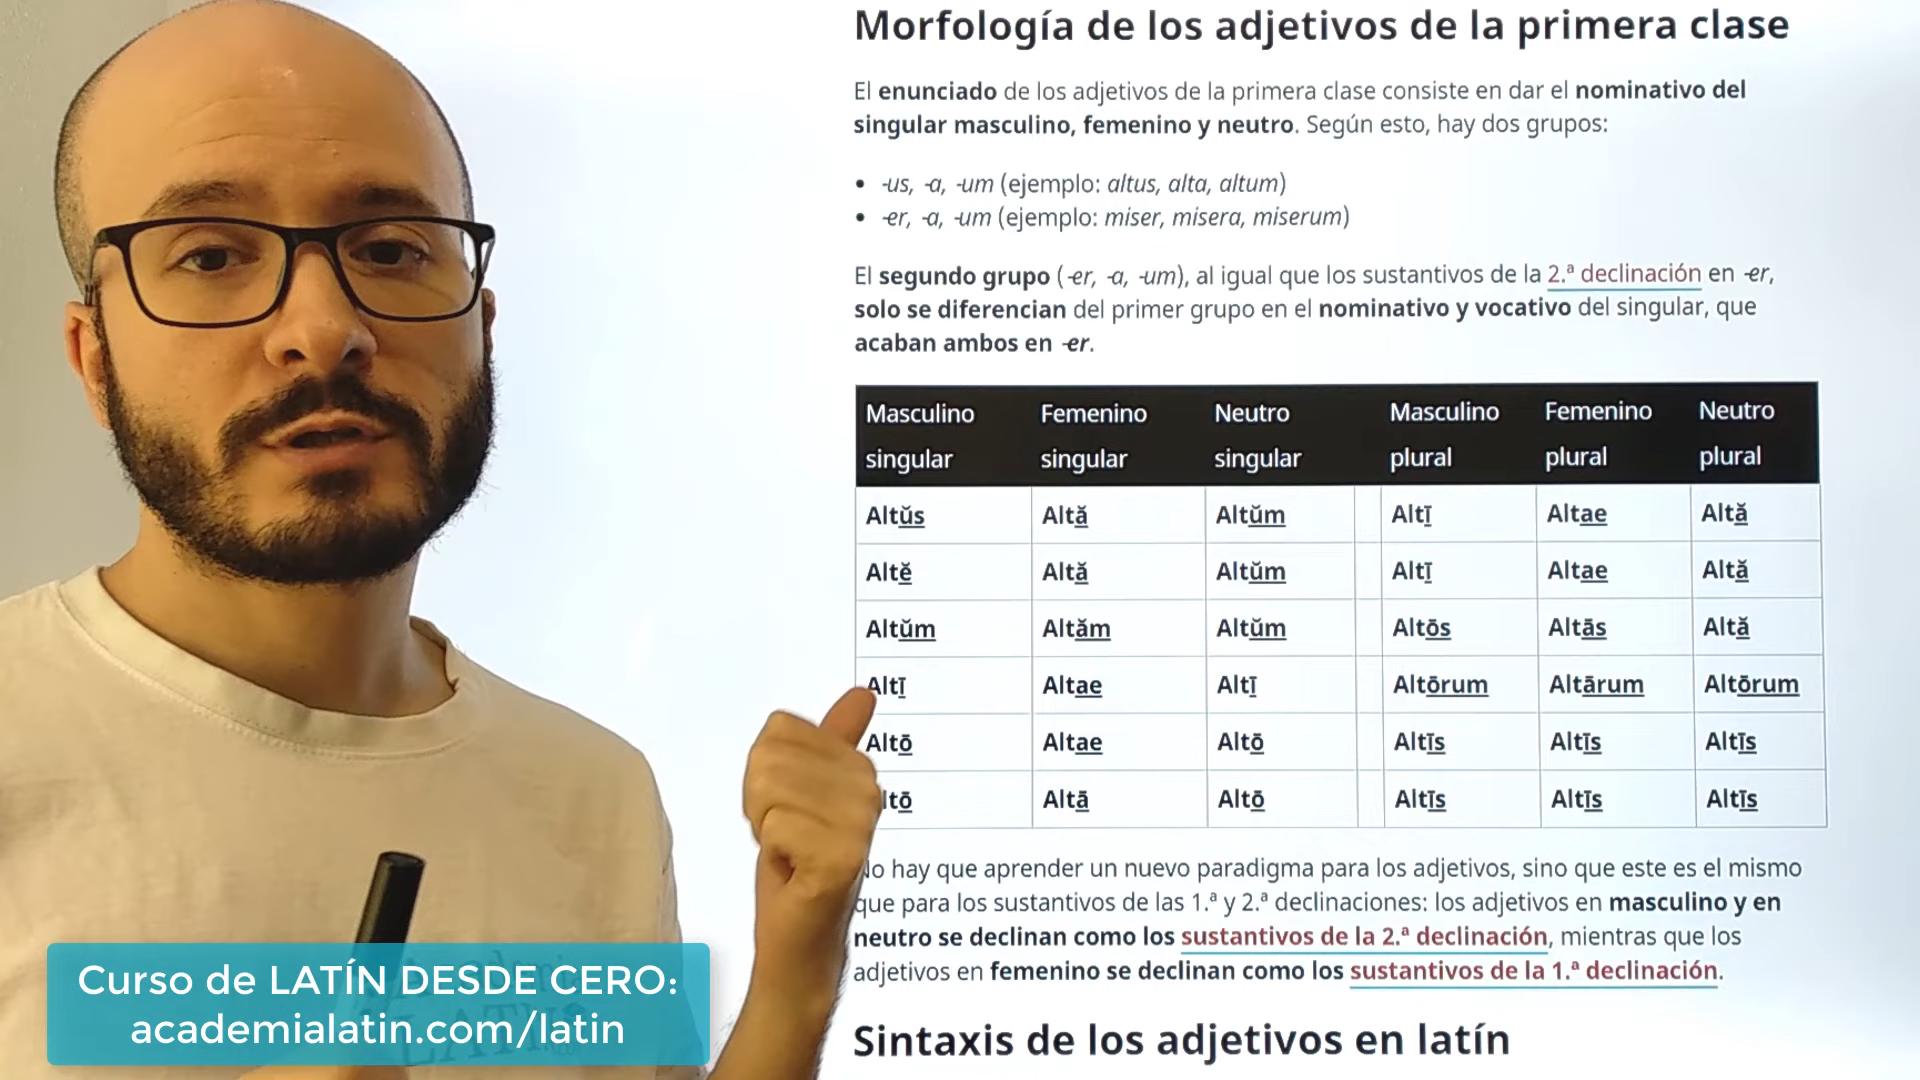 Morfología de los adjetivos de la primera clase
El enunciado de los adjetivos de la primera clase consiste en dar el nominativo del
singular masculino, femenino y neutro. Según esto, hay dos grupos:
• -us, -a, -um (ejemplo: altus, alta, altum)
• -er, -a, -um (ejemplo: miser, misera, miserum)
El segundo grupo (-er, -a, -um), al igual que los sustantivos de la 2.ª declinación en -er,
solo se diferencian del primer grupo en el nominativo y vocativo del singular, que
acaban ambos en -er.
Masculino singular Femenino singular Neutro singular Masculino plural Femenino plural Neutro plural
Altŭs Altă Altŭm Altī Altae Altă
Altĕ Altă Altŭm Altī Altae Altă
Altŭm Altăm Altŭm Altōs Altās Altă
Altī Altae Altī Altōrum Altārum Altōrum
Altō Altae Altō Altīs Altīs Altīs
ltō Altā Altō Altīs Altīs Altīs
No hay que aprender un nuevo paradigma para los adjetivos, sino que este es el mismo
que para los sustantivos de las 1.ª y 2.ª declinaciones: los adjetivos en masculino y en
neutro se declinan como los sustantivos de la 2.ª declinación, mientras que los
adjetivos en femenino se declinan como los sustantivos de la 1.ª declinación.
Sintaxis de los adjetivos en latín
Curso de LATÍN DESDE CERO:
academialatin.com/latin